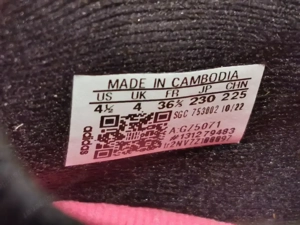 MADE IN CAMBODIA
US UK FR JP CHN
4½ 4 36⅔ 230 225
SGC 753002 10/22
adidas
A:GZ5071
#131279483